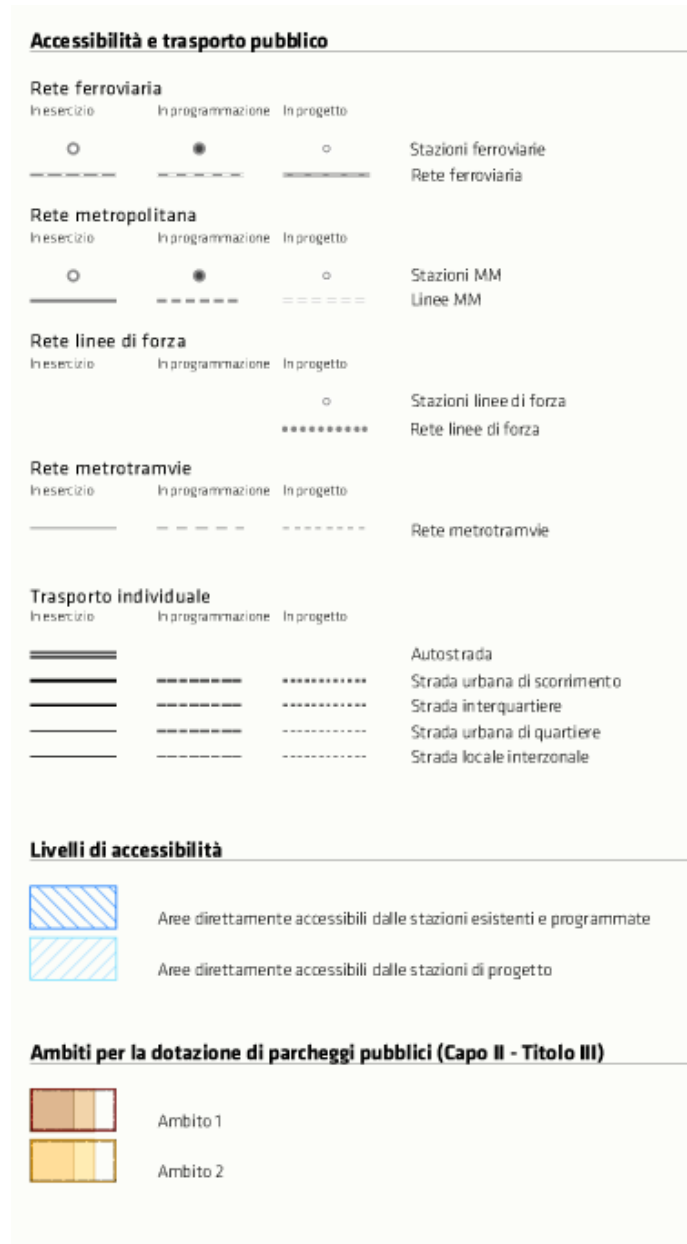 Accessibilità e trasporto pubblico
Rete ferroviaria
In esercizio In programmazione In progetto
Stazioni ferroviarie
Rete ferroviaria
Rete metropolitana
In esercizio In programmazione In progetto
Stazioni MM
Linee MM
Rete linee di forza
In esercizio In programmazione In progetto
Stazioni linee di forza
Rete linee di forza
Rete metrotramvie
In esercizio In programmazione In progetto
Rete metrotramvie
Trasporto individuale
In esercizio In programmazione In progetto
Autostrada
Strada urbana di scorrimento
Strada interquartiere
Strada urbana di quartiere
Strada locale interzonale
Livelli di accessibilità
Aree direttamente accessibili dalle stazioni esistenti e programmate
Aree direttamente accessibili dalle stazioni di progetto
Ambiti per la dotazione di parcheggi pubblici (Capo II - Titolo III)
Ambito 1
Ambito 2